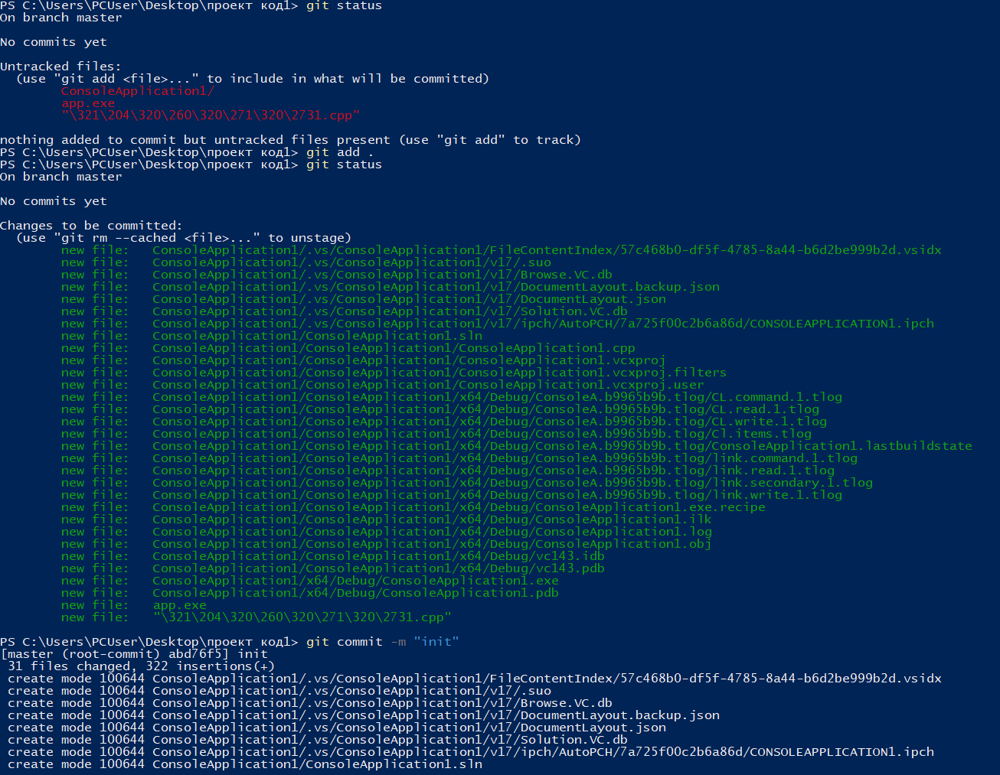 PS C:\Users\PCUser\Desktop\проект код1> git status
On branch master
No commits yet
Untracked files:
(use "git add <file>..." to include in what will be committed)
ConsoleApplication1/
app.exe
"\321\204\320\260\320\271\320\2731.cpp"
nothing added to commit but untracked files present (use "git add" to track)
PS C:\Users\PCUser\Desktop\проект код1> git add .
PS C:\Users\PCUser\Desktop\проект код1> git status
On branch master
No commits yet
Changes to be committed:
(use "git rm --cached <file>..." to unstage)
new file:   ConsoleApplication1/.vs/ConsoleApplication1/FileContentIndex/57c468b0-df5f-4785-8a44-b6d2be999b2d.vsidx
new file:   ConsoleApplication1/.vs/ConsoleApplication1/v17/.suo
new file:   ConsoleApplication1/.vs/ConsoleApplication1/v17/Browse.VC.db
new file:   ConsoleApplication1/.vs/ConsoleApplication1/v17/DocumentLayout.backup.json
new file:   ConsoleApplication1/.vs/ConsoleApplication1/v17/DocumentLayout.json
new file:   ConsoleApplication1/.vs/ConsoleApplication1/v17/Solution.VC.db
new file:   ConsoleApplication1/.vs/ConsoleApplication1/v17/ipch/AutoPCH/7a725f00c2b6a86d/CONSOLEAPPLICATION1.ipch
new file:   ConsoleApplication1/ConsoleApplication1.sln
new file:   ConsoleApplication1/ConsoleApplication1/ConsoleApplication1.cpp
new file:   ConsoleApplication1/ConsoleApplication1/ConsoleApplication1.vcxproj
new file:   ConsoleApplication1/ConsoleApplication1/ConsoleApplication1.vcxproj.filters
new file:   ConsoleApplication1/ConsoleApplication1/ConsoleApplication1.vcxproj.user
new file:   ConsoleApplication1/ConsoleApplication1/x64/Debug/ConsoleA.b9965b9b.tlog/CL.command.1.tlog
new file:   ConsoleApplication1/ConsoleApplication1/x64/Debug/ConsoleA.b9965b9b.tlog/CL.read.1.tlog
new file:   ConsoleApplication1/ConsoleApplication1/x64/Debug/ConsoleA.b9965b9b.tlog/CL.write.1.tlog
new file:   ConsoleApplication1/ConsoleApplication1/x64/Debug/ConsoleA.b9965b9b.tlog/Cl.items.tlog
new file:   ConsoleApplication1/ConsoleApplication1/x64/Debug/ConsoleA.b9965b9b.tlog/ConsoleApplication1.lastbuildstate
new file:   ConsoleApplication1/ConsoleApplication1/x64/Debug/ConsoleA.b9965b9b.tlog/link.command.1.tlog
new file:   ConsoleApplication1/ConsoleApplication1/x64/Debug/ConsoleA.b9965b9b.tlog/link.read.1.tlog
new file:   ConsoleApplication1/ConsoleApplication1/x64/Debug/ConsoleA.b9965b9b.tlog/link.secondary.1.tlog
new file:   ConsoleApplication1/ConsoleApplication1/x64/Debug/ConsoleA.b9965b9b.tlog/link.write.1.tlog
new file:   ConsoleApplication1/ConsoleApplication1/x64/Debug/ConsoleApplication1.exe.recipe
new file:   ConsoleApplication1/ConsoleApplication1/x64/Debug/ConsoleApplication1.ilk
new file:   ConsoleApplication1/ConsoleApplication1/x64/Debug/ConsoleApplication1.log
new file:   ConsoleApplication1/ConsoleApplication1/x64/Debug/ConsoleApplication1.obj
new file:   ConsoleApplication1/ConsoleApplication1/x64/Debug/vc143.idb
new file:   ConsoleApplication1/ConsoleApplication1/x64/Debug/vc143.pdb
new file:   ConsoleApplication1/x64/Debug/ConsoleApplication1.exe
new file:   ConsoleApplication1/x64/Debug/ConsoleApplication1.pdb
new file:   app.exe
new file:   "\321\204\320\260\320\271\320\2731.cpp"
PS C:\Users\PCUser\Desktop\проект код1> git commit -m "init"
[master (root-commit) abd76f5] init
31 files changed, 322 insertions(+)
create mode 100644 ConsoleApplication1/.vs/ConsoleApplication1/FileContentIndex/57c468b0-df5f-4785-8a44-b6d2be999b2d.vsidx
create mode 100644 ConsoleApplication1/.vs/ConsoleApplication1/v17/.suo
create mode 100644 ConsoleApplication1/.vs/ConsoleApplication1/v17/Browse.VC.db
create mode 100644 ConsoleApplication1/.vs/ConsoleApplication1/v17/DocumentLayout.backup.json
create mode 100644 ConsoleApplication1/.vs/ConsoleApplication1/v17/DocumentLayout.json
create mode 100644 ConsoleApplication1/.vs/ConsoleApplication1/v17/Solution.VC.db
create mode 100644 ConsoleApplication1/.vs/ConsoleApplication1/v17/ipch/AutoPCH/7a725f00c2b6a86d/CONSOLEAPPLICATION1.ipch
create mode 100644 ConsoleApplication1/ConsoleApplication1.sln